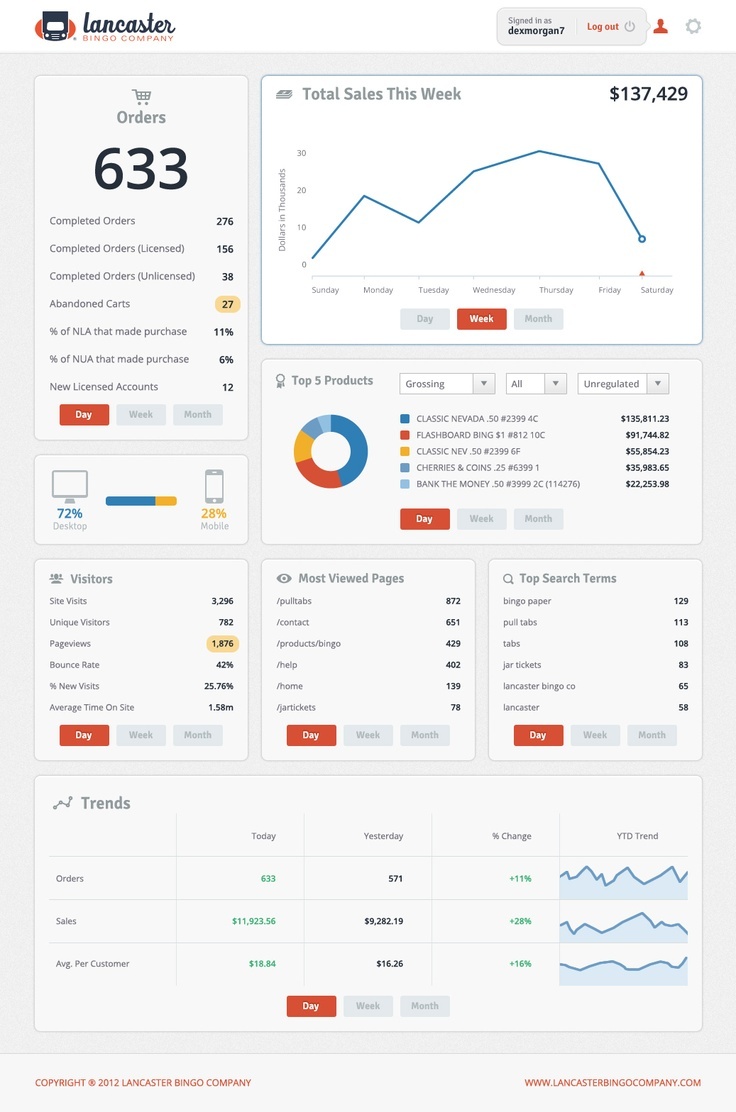 lancaster
BINGO COMPANY
Signed in as
dexmorgan7
Log out
Orders
633
Completed Orders 276
Completed Orders (Licensed) 156
Completed Orders (Unlicensed) 38
Abandoned Carts 27
% of NLA that made purchase 11%
% of NUA that made purchase 6%
New Licensed Accounts 12
Day Week Month
Total Sales This Week $137,429
Dollars in Thousands
30
20
10
0
Sunday Monday Tuesday Wednesday Thursday Friday Saturday
Day Week Month
72%
Desktop
28%
Mobile
Top 5 Products
Grossing All Unregulated
CLASSIC NEVADA .50 #2399 4C $135,811.23
FLASHBOARD BING $1 #812 10C $91,744.82
CLASSIC NEV .50 #2399 6F $55,854.23
CHERRIES & COINS .25 #6399 1 $35,983.65
BANK THE MONEY .50 #3999 2C (114276) $22,253.98
Day Week Month
Visitors
Site Visits 3,296
Unique Visitors 782
Pageviews 1,876
Bounce Rate 42%
% New Visits 25.76%
Average Time On Site 1.58m
Day Week Month
Most Viewed Pages
/pulltabs 872
/contact 651
/products/bingo 429
/help 402
/home 139
/jartickets 78
Day Week Month
Top Search Terms
bingo paper 129
pull tabs 113
tabs 108
jar tickets 83
lancaster bingo co 65
lancaster 58
Day Week Month
Trends
Today Yesterday % Change YTD Trend
Orders 633 571 +11%
Sales $11,923.56 $9,282.19 +28%
Avg. Per Customer $18.84 $16.26 +16%
Day Week Month
COPYRIGHT ® 2012 LANCASTER BINGO COMPANY
WWW.LANCASTERBINGOCOMPANY.COM